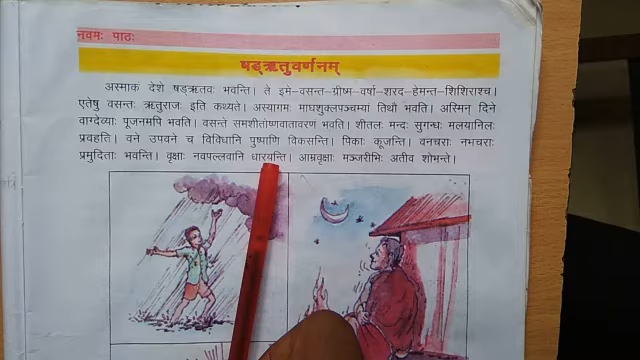 नवमः पाठः
षड्ऋतुवर्णनम्
अस्माक देशे षड्ऋतवः भवन्ति। ते इमे-वसन्त-ग्रीष्म-वर्षा-शरद-हेमन्त-शिशिराश्च।
एतेषु वसन्तः ऋतुराजः इति कथ्यते। अस्यागमः माघशुक्लपञ्चम्यां तिथौ भवति। अस्मिन् दिने
वाग्देव्याः पूजनमपि भवति। वसन्ते समशीतोष्णवातावरण भवति। शीतलः मन्दः सुगन्धः मलयानिलः
प्रवहति। वने उपवने च विविधानि पुष्पाणि विकसन्ति। पिकाः कूजन्ति। वनचराः नभचराः
प्रमुदिताः भवन्ति। वृक्षाः नवपल्लवानि धारयन्ति। आम्रवृक्षाः मञ्जरीभिः अतीव शोभन्ते।